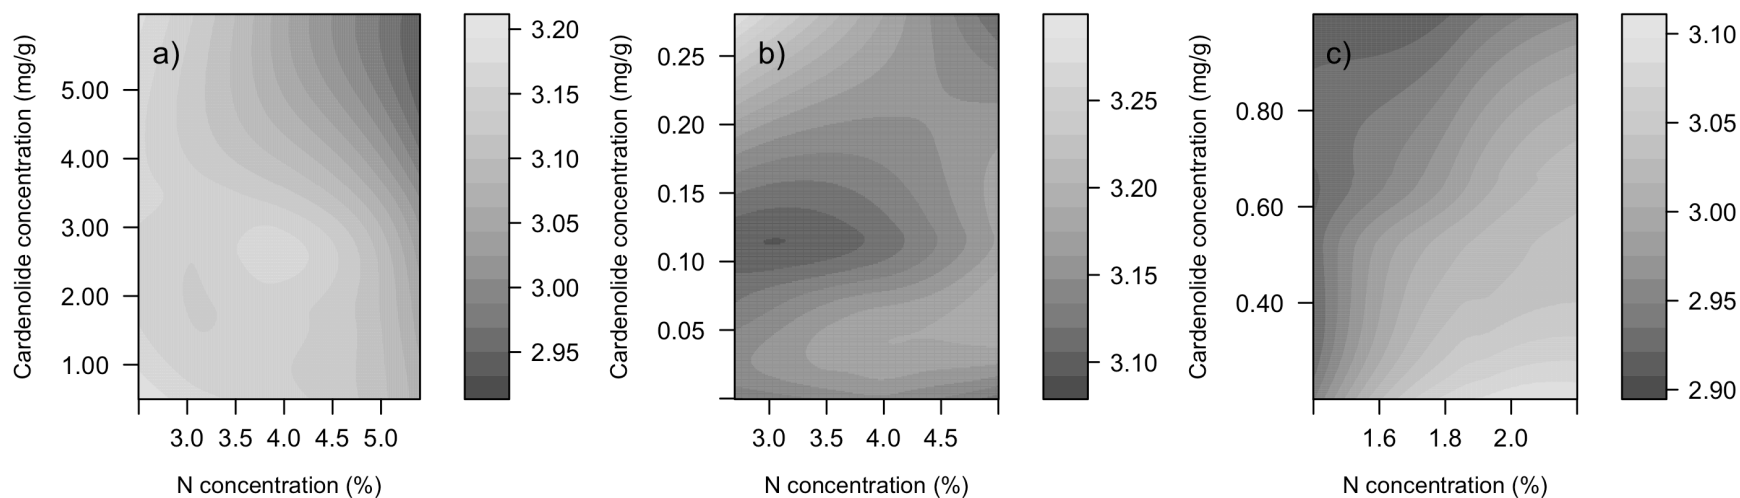 a)
Cardenolide concentration (mg/g)
5.00
4.00
3.00
2.00
1.00
3.0 3.5 4.0 4.5 5.0
N concentration (%)
3.20
3.15
3.10
3.05
3.00
2.95
b)
Cardenolide concentration (mg/g)
0.25
0.20
0.15
0.10
0.05
3.0 3.5 4.0 4.5
N concentration (%)
3.25
3.20
3.15
3.10
c)
Cardenolide concentration (mg/g)
0.80
0.60
0.40
1.6 1.8 2.0
N concentration (%)
3.10
3.05
3.00
2.95
2.90